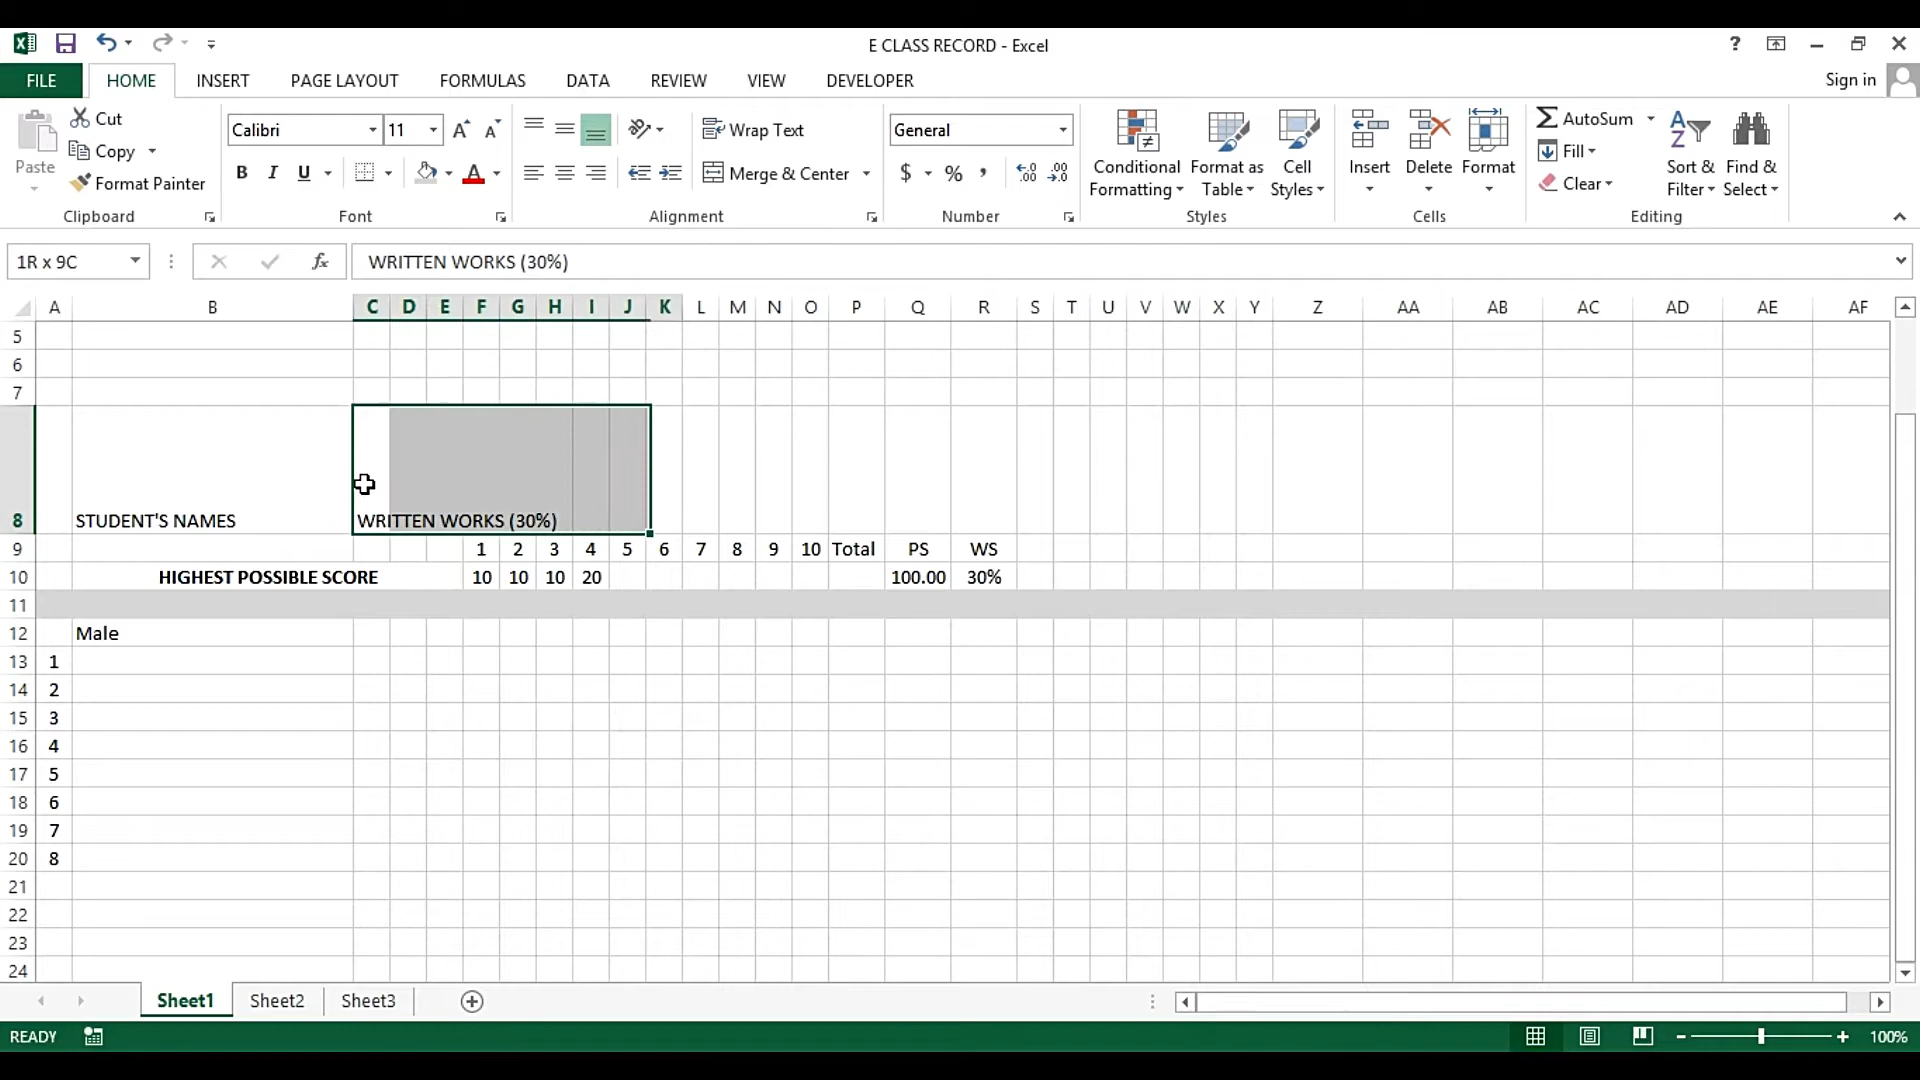 E CLASS RECORD - Excel
?
FILE HOME INSERT PAGE LAYOUT FORMULAS DATA REVIEW VIEW DEVELOPER Sign in
Paste Cut Copy Format Painter
Calibri 11
B I U A
Wrap Text
Merge & Center
General
$ % , .00
Conditional Formatting Format as Table Cell Styles
Insert Delete Format
Σ AutoSum Fill Clear
Sort & Filter Find & Select
Clipboard Font Alignment Number Styles Cells Editing
1R x 9C fx WRITTEN WORKS (30%)
A B C D E F G H I J K L M N O P Q R S T U V W X Y Z AA AB AC AD AE AF
5
6
7
8 STUDENT'S NAMES WRITTEN WORKS (30%)
9 1 2 3 4 5 6 7 8 9 10 Total PS WS
10 HIGHEST POSSIBLE SCORE 10 10 10 20 100.00 30%
11
12 Male
13 1
14 2
15 3
16 4
17 5
18 6
19 7
20 8
21
22
23
24
Sheet1 Sheet2 Sheet3
READY 100%